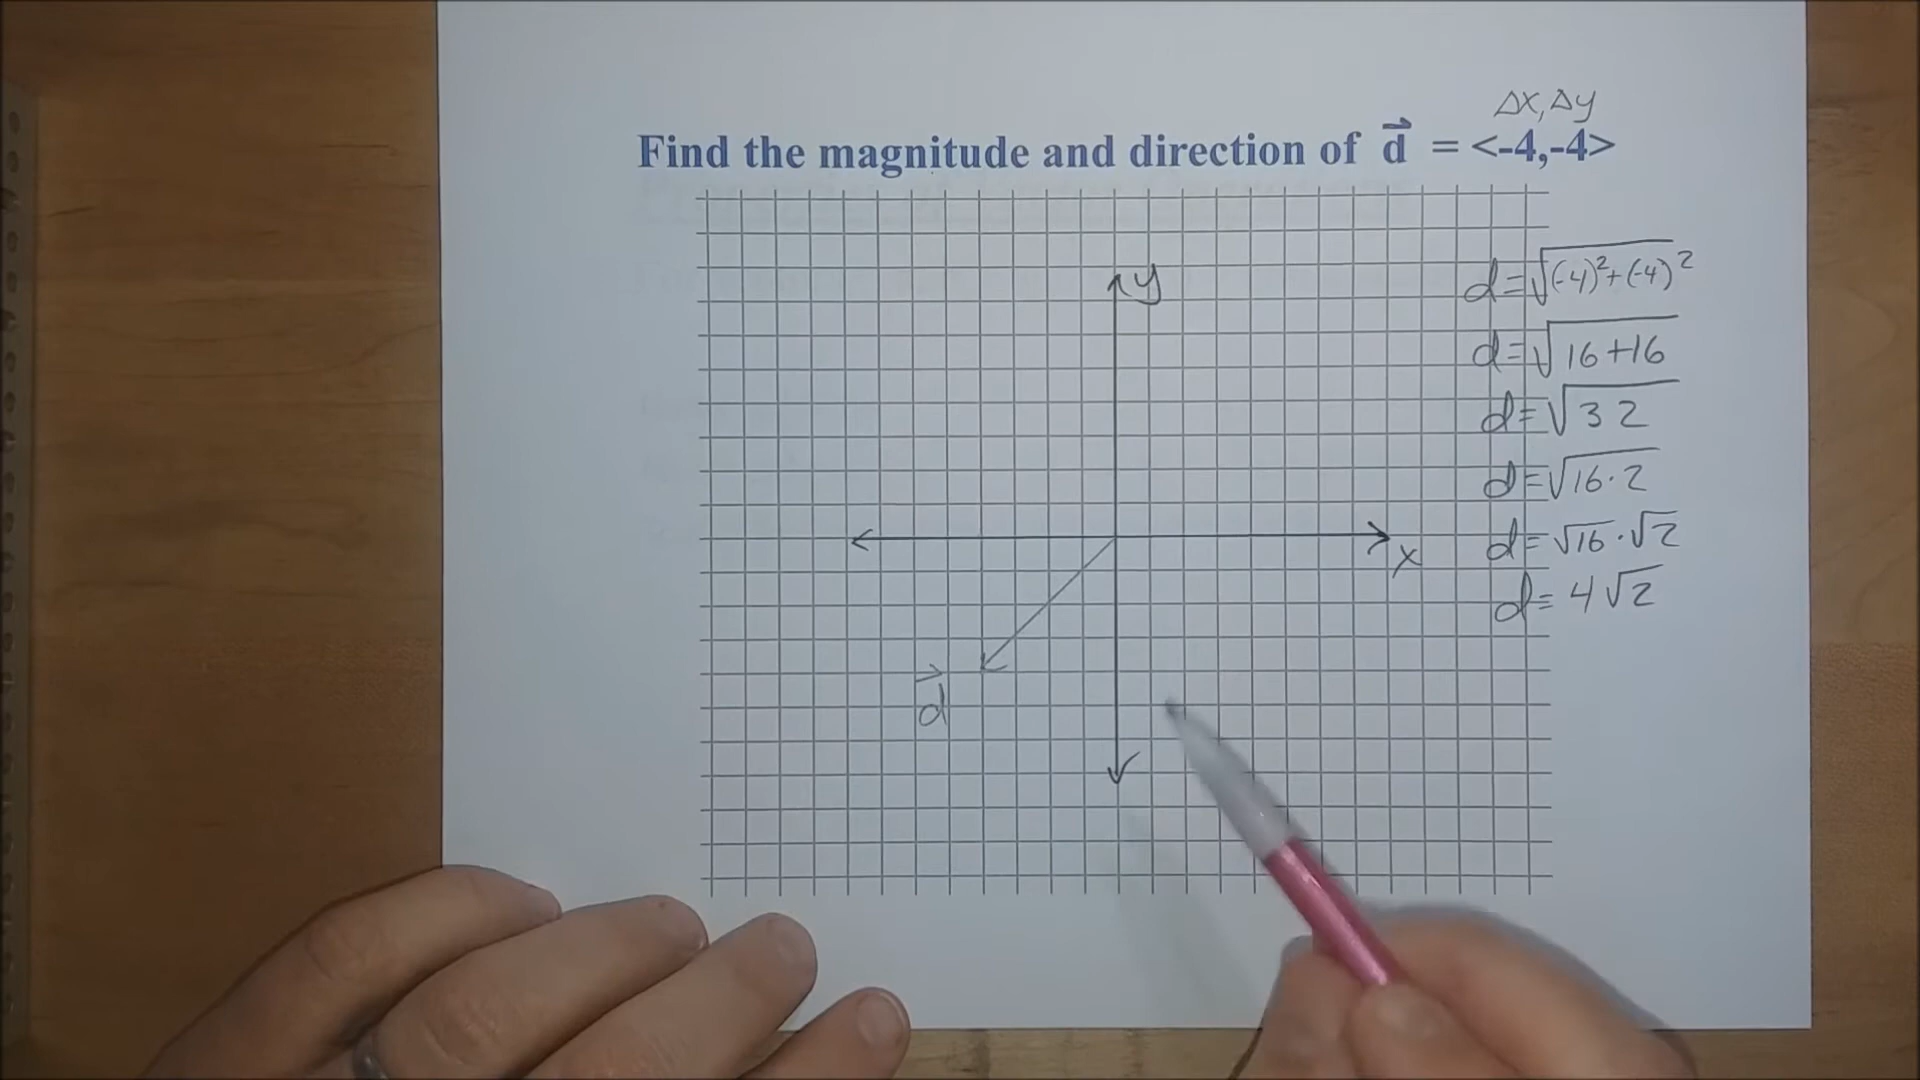 Δx, Δy
Find the magnitude and direction of d⃗ = <-4,-4>
y
x
d⃗
d=√(-4)²+(-4)²
d=√16+16
d=√32
d=√16·2
d=√16·√2
d=4√2